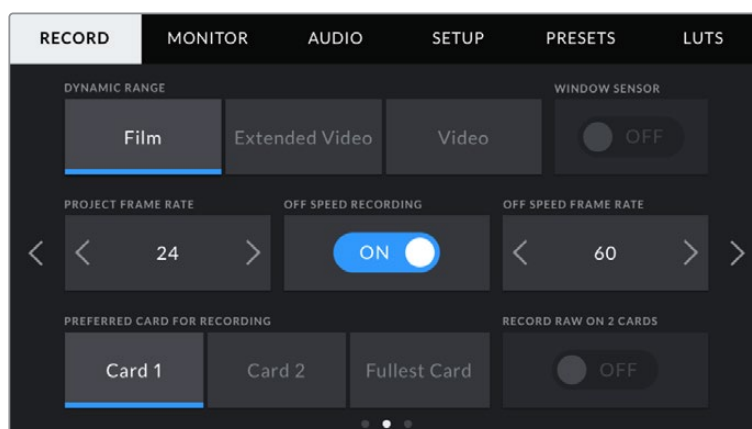 RECORD MONITOR AUDIO SETUP PRESETS LUTS
DYNAMIC RANGE WINDOW SENSOR
Film Extended Video Video OFF
PROJECT FRAME RATE OFF SPEED RECORDING OFF SPEED FRAME RATE
24 ON 60
PREFERRED CARD FOR RECORDING RECORD RAW ON 2 CARDS
Card 1 Card 2 Fullest Card OFF